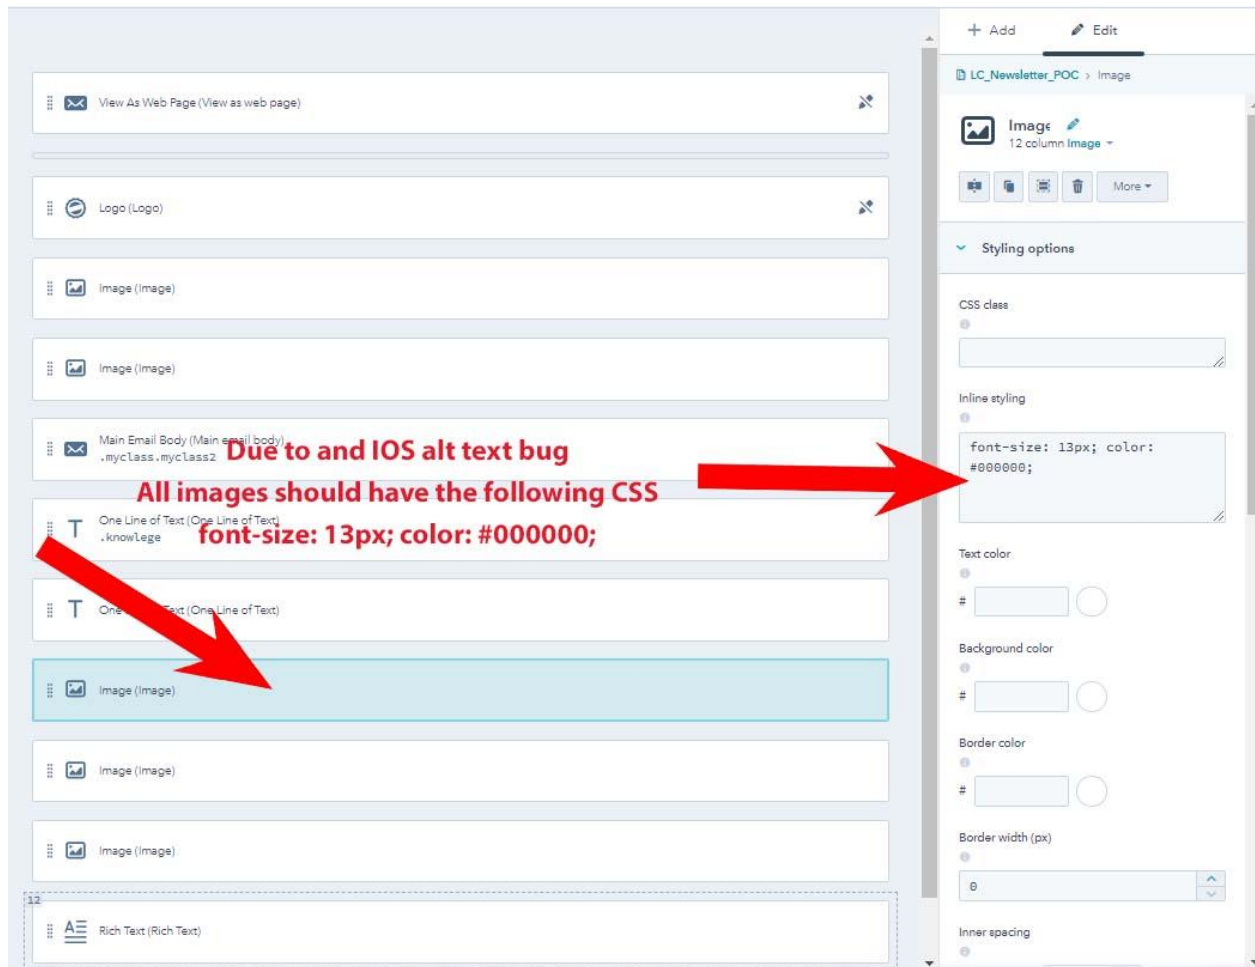 + Add
Edit
LC_Newsletter_POC > Image
View As Web Page (View as web page)
Image
12 column Image
More
Logo (Logo)
Styling options
Image (Image)
CSS class
Image (Image)
Inline styling
font-size: 13px; color:
#000000;
Main Email Body (Main email body)
.myclass.myclass2
Due to and IOS alt text bug
All images should have the following CSS
font-size: 13px; color: #000000;
One Line of Text (One Line of Text)
.knowlege
Text color
#
One Text (One Line of Text)
Background color
#
Image (Image)
Border color
#
Image (Image)
Border width (px)
0
Image (Image)
12
Rich Text (Rich Text)
Inner spacing